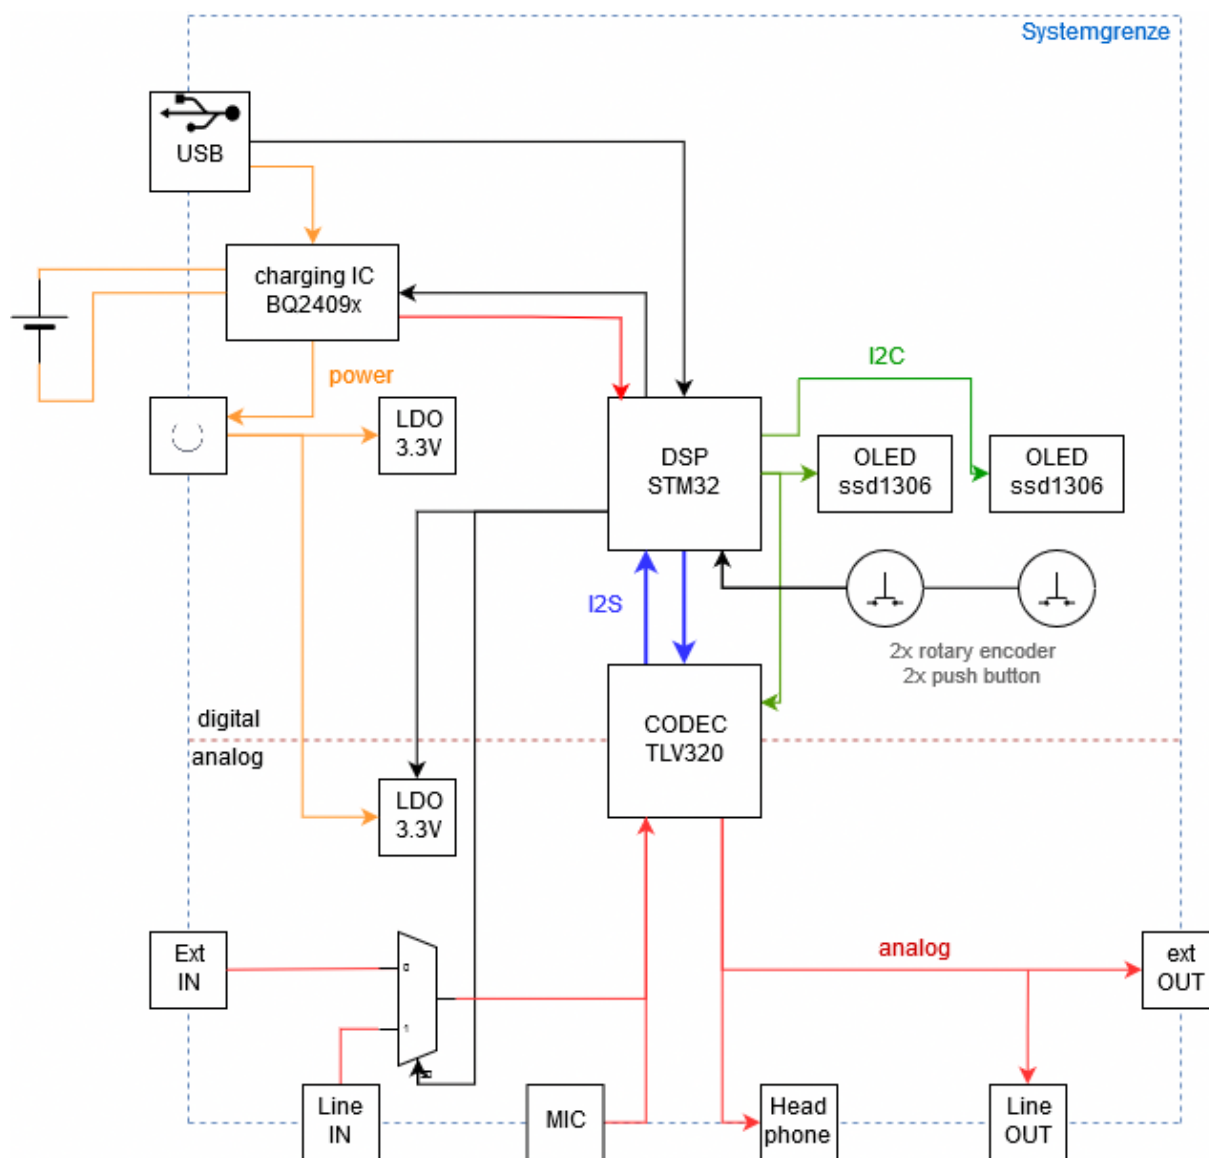 Systemgrenze
USB
charging IC
BQ2409x
power
I2C
LDO
3.3V
DSP
STM32
OLED
ssd1306
OLED
ssd1306
I2S
2x rotary encoder
2x push button
digital
analog
CODEC
TLV320
LDO
3.3V
Ext
IN
0
1
analog
ext
OUT
Line
IN
MIC
Head
phone
Line
OUT